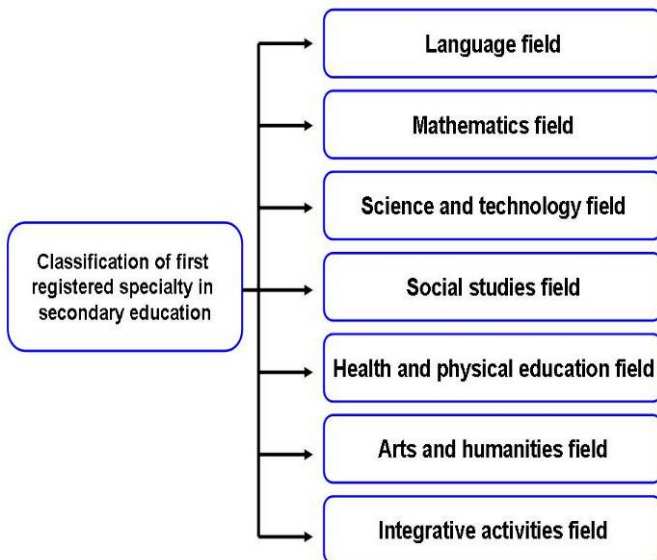 Language field
Mathematics field
Science and technology field
Classification of first
registered specialty in
secondary education
Social studies field
Health and physical education field
Arts and humanities field
Integrative activities field